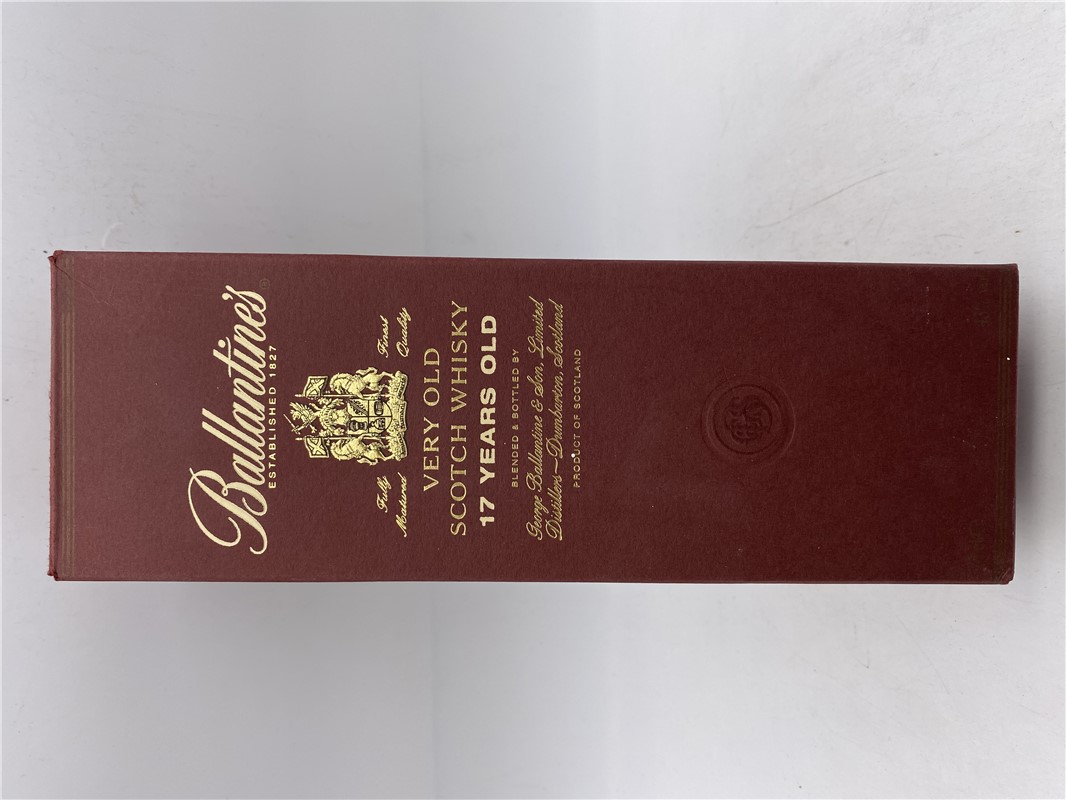 Ballantine's
ESTABLISHED 1827
Fully Finest
Matured Quality
VERY OLD
SCOTCH WHISKY
17 YEARS OLD
BLENDED & BOTTLED BY
George Ballantine & Son, Limited
Distillers—Dumbarton, Scotland
PRODUCT OF SCOTLAND